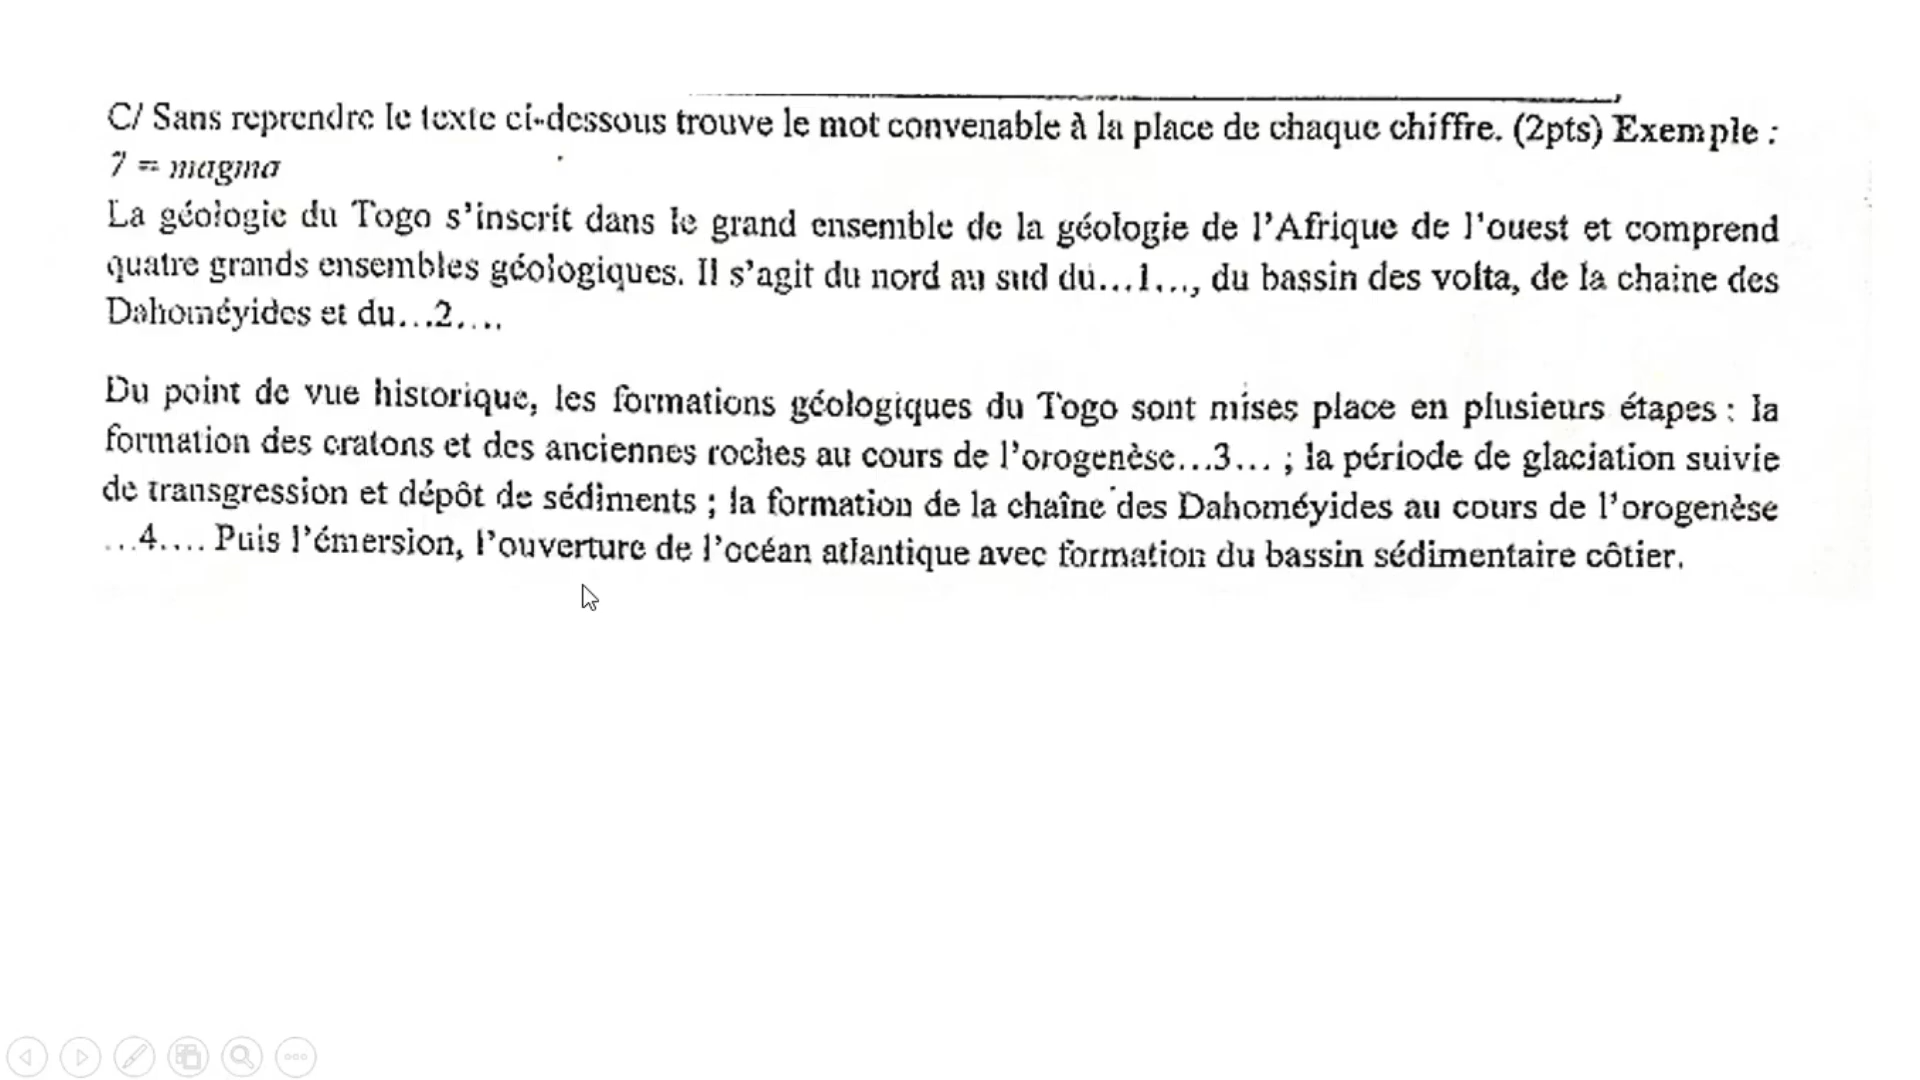 C/ Sans reprendre le texte ci-dessous trouve le mot convenable à la place de chaque chiffre. (2pts) Exemple :
7 = magma
La géologie du Togo s’inscrit dans le grand ensemble de la géologie de l’Afrique de l’ouest et comprend
quatre grands ensembles géologiques. Il s’agit du nord au sud du...1..., du bassin des volta, de la chaine des
Dahoméyides et du...2....
Du point de vue historique, les formations géologiques du Togo sont mises place en plusieurs étapes : la
formation des cratons et des anciennes roches au cours de l’orogenèse...3... ; la période de glaciation suivie
de transgression et dépôt de sédiments ; la formation de la chaîne des Dahoméyides au cours de l’orogenèse
...4.... Puis l’émersion, l’ouverture de l’océan atlantique avec formation du bassin sédimentaire côtier.